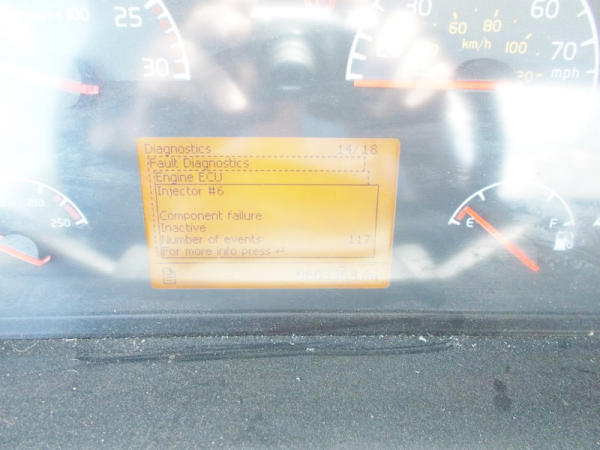 100
25
30
30
60
60
80
km/h
100
70
mph
Diagnostics 14/18
Fault Diagnostics
Engine ECU
Injector #6
Component failure
Inactive
Number of events: 117
For more info press ↵
250
E
F